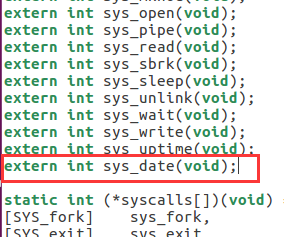 extern int sys_open(void);
extern int sys_pipe(void);
extern int sys_read(void);
extern int sys_sbrk(void);
extern int sys_sleep(void);
extern int sys_unlink(void);
extern int sys_wait(void);
extern int sys_write(void);
extern int sys_uptime(void);
extern int sys_date(void);
static int (*syscalls[])(void) =
[SYS_fork] sys_fork,
[SYS_exit] sys_exit